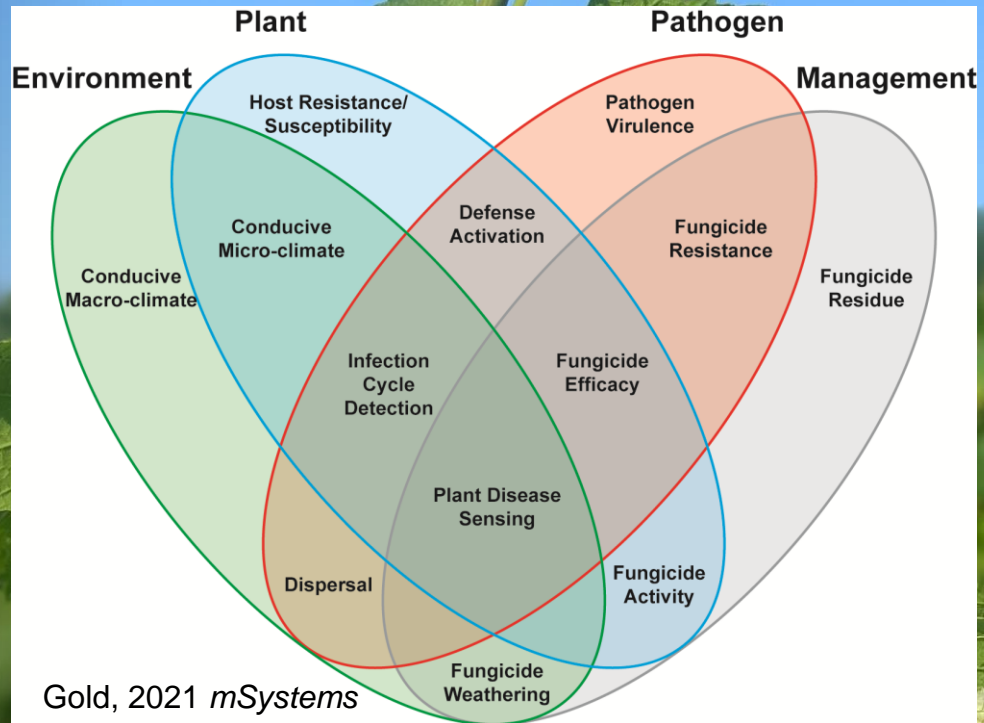 Plant
Pathogen
Environment
Management
Host Resistance/
Susceptibility
Pathogen
Virulence
Defense
Activation
Conducive
Micro-climate
Fungicide
Resistance
Conducive
Macro-climate
Fungicide
Residue
Infection
Cycle
Detection
Fungicide
Efficacy
Plant Disease
Sensing
Dispersal
Fungicide
Activity
Fungicide
Weathering
Gold, 2021 mSystems